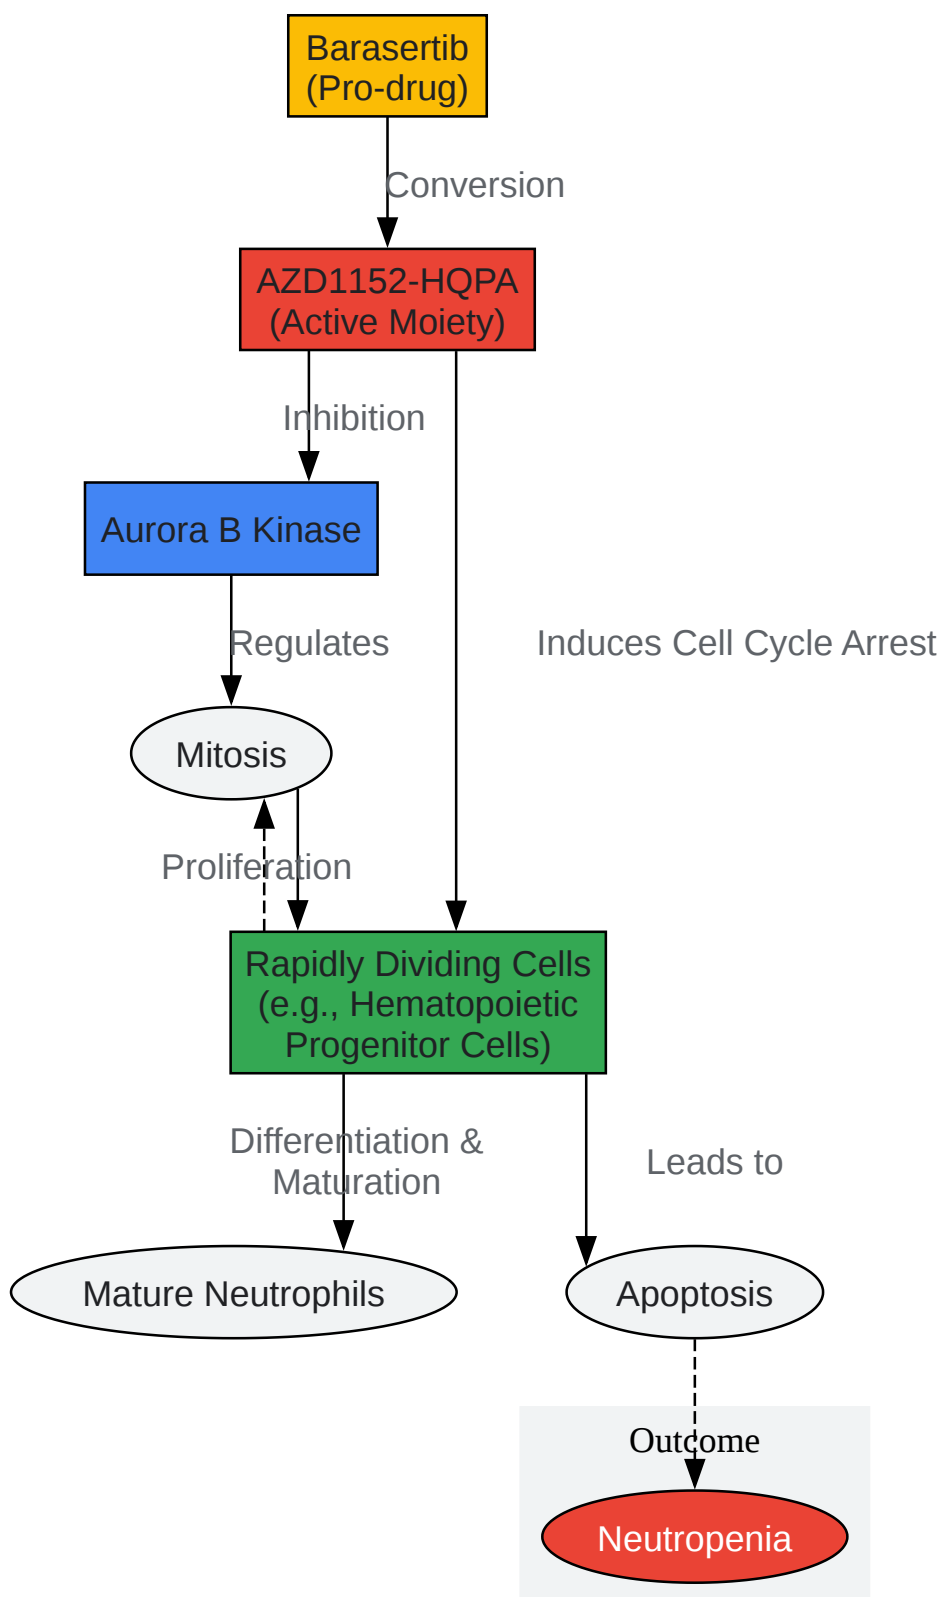 Barasertib
(Pro-drug)
Conversion
AZD1152-HQPA
(Active Moiety)
Inhibition
Aurora B Kinase
Regulates
Induces Cell Cycle Arrest
Mitosis
Proliferation
Rapidly Dividing Cells
(e.g., Hematopoietic
Progenitor Cells)
Differentiation &
Maturation
Leads to
Mature Neutrophils
Apoptosis
Outcome
Neutropenia